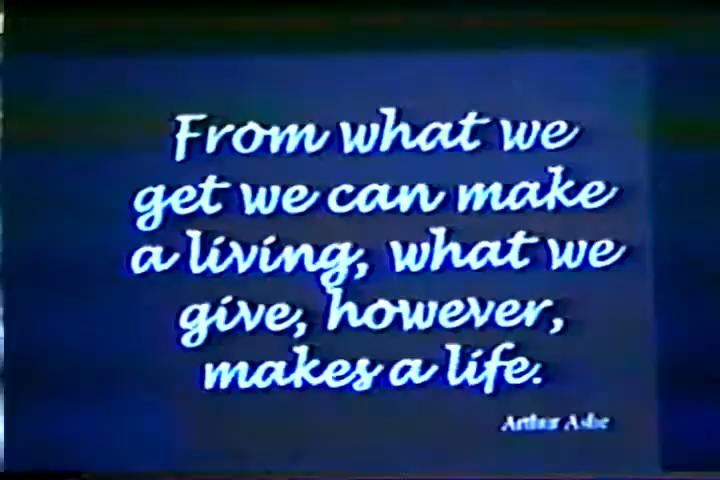 From what we
get we can make
a living, what we
give, however,
makes a life.
Arthur Ashe